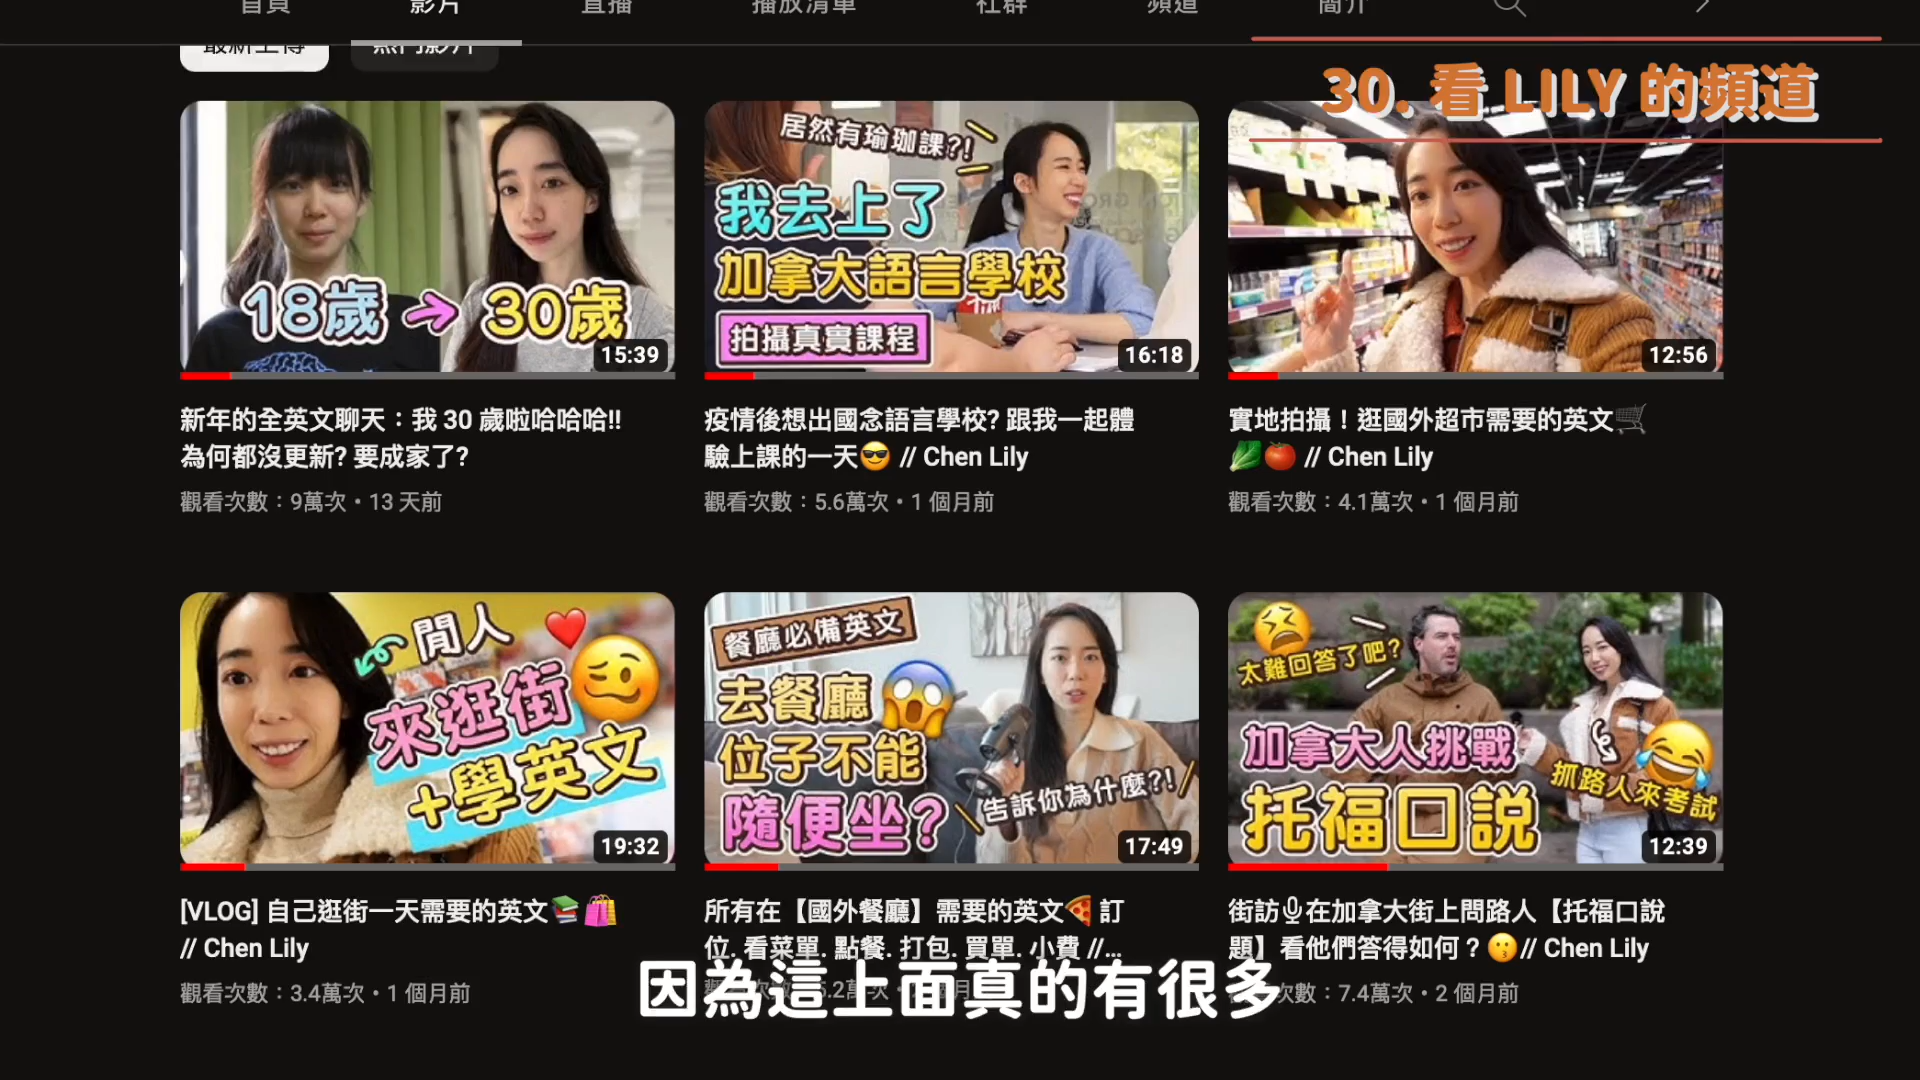 首頁
影片
直播
播放清單
社群
頻道
簡介
最新上傳
熱門影片
30. 看 LILY 的頻道
18歲 → 30歲
15:39
居然有瑜珈課?!
我去上了
加拿大語言學校
拍攝真實課程
16:18
12:56
新年的全英文聊天：我 30 歲啦哈哈哈!!
為何都沒更新? 要成家了?
觀看次數：9萬次・13 天前
疫情後想出國念語言學校? 跟我一起體
驗上課的一天😎 // Chen Lily
觀看次數：5.6萬次・1 個月前
實地拍攝！逛國外超市需要的英文🛒
🥬🍅 // Chen Lily
觀看次數：4.1萬次・1 個月前
閒人
來逛街
+學英文
19:32
餐廳必備英文
去餐廳
位子不能
隨便坐?
告訴你為什麼?!
17:49
太難回答了吧?
加拿大人挑戰
托福口説
抓路人來考試
12:39
[VLOG] 自己逛街一天需要的英文📚🛍️
// Chen Lily
觀看次數：3.4萬次・1 個月前
所有在【國外餐廳】需要的英文🍕 訂
位. 看菜單. 點餐. 打包. 買單. 小費 //...
街訪🎙️在加拿大街上問路人【托福口說
題】看他們答得如何？😗 // Chen Lily
次數：7.4萬次・2 個月前
因為這上面真的有很多